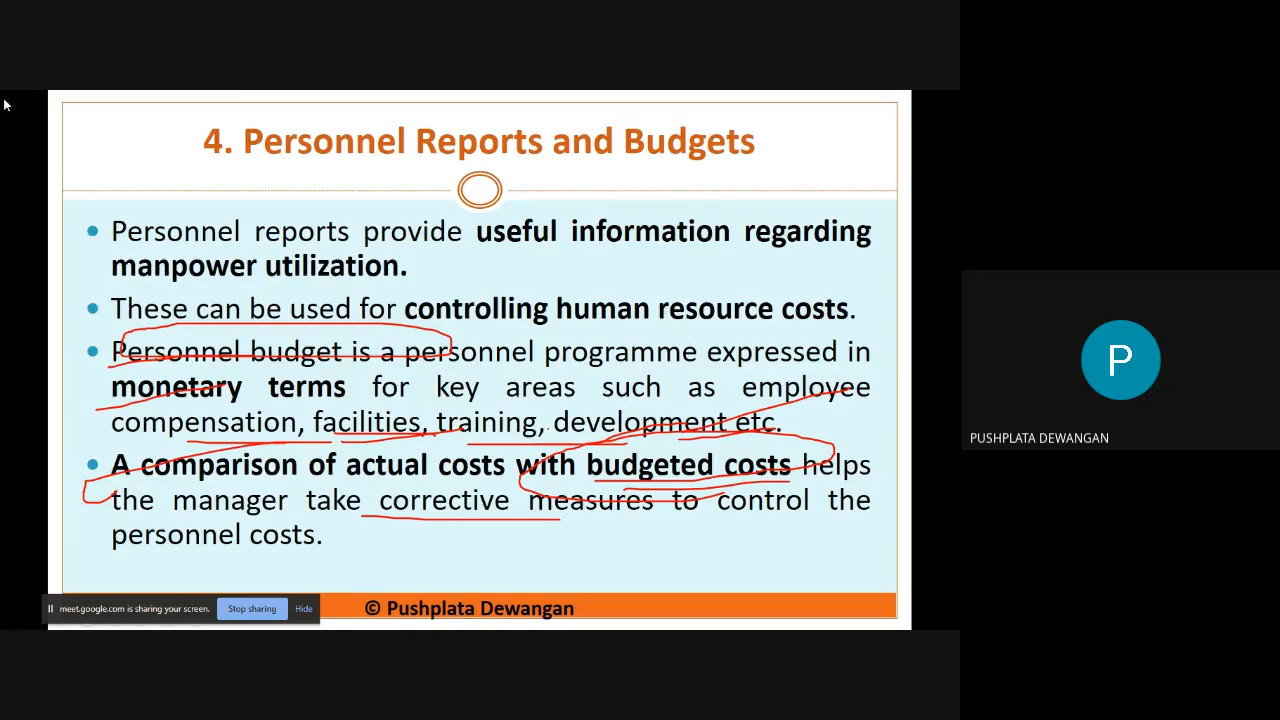 4. Personnel Reports and Budgets
• Personnel reports provide useful information regarding
manpower utilization.
• These can be used for controlling human resource costs.
• Personnel budget is a personnel programme expressed in
monetary terms for key areas such as employee
compensation, facilities, training, development etc.
• A comparison of actual costs with budgeted costs helps
the manager take corrective measures to control the
personnel costs.
meet.google.com is sharing your screen. Stop sharing Hide
© Pushplata Dewangan
P
PUSHPLATA DEWANGAN